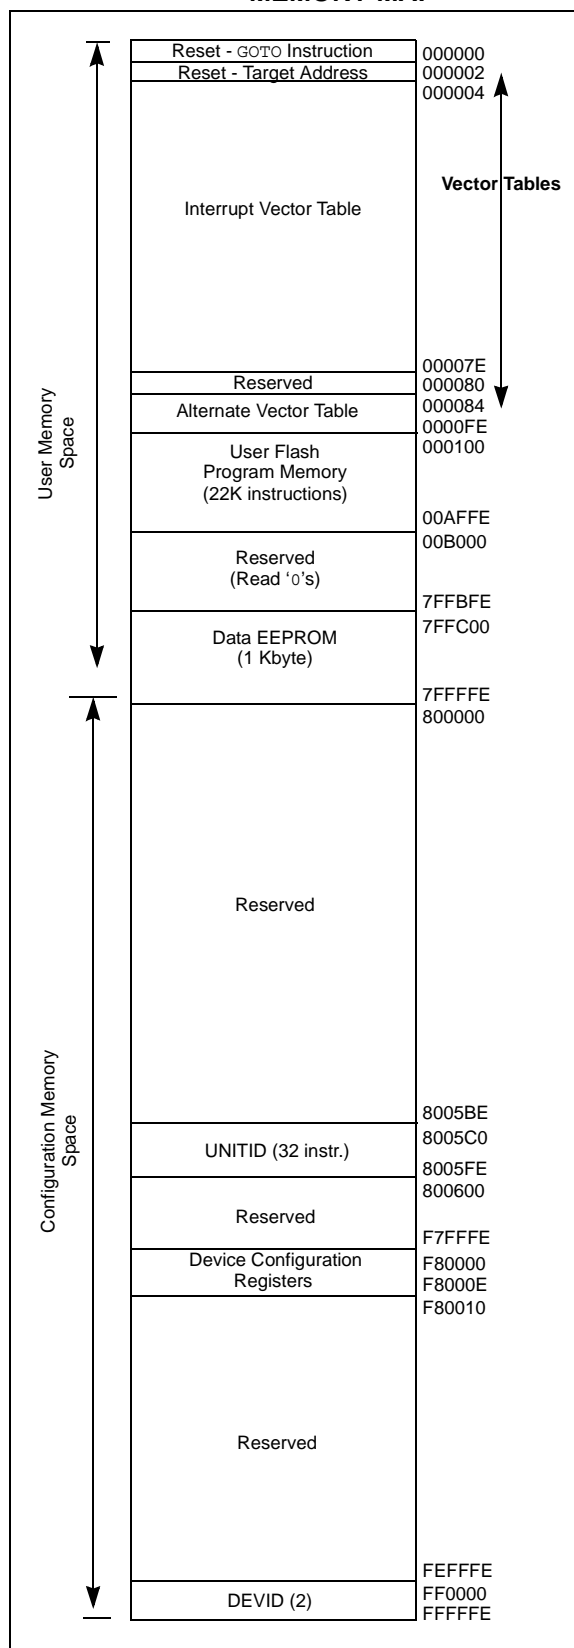 Reset - GOTO Instruction
000000
Reset - Target Address
000002
000004
Vector Tables
Interrupt Vector Table
00007E
Reserved
000080
Alternate Vector Table
000084
0000FE
User Memory
Space
User Flash
Program Memory
(22K instructions)
000100
00AFFE
00B000
Reserved
(Read ‘0’s)
7FFBFE
7FFC00
Data EEPROM
(1 Kbyte)
7FFFFE
800000
Reserved
8005BE
8005C0
UNITID (32 instr.)
8005FE
800600
Configuration Memory
Space
Reserved
F7FFFE
Device Configuration
Registers
F80000
F8000E
F80010
Reserved
FEFFFE
FF0000
DEVID (2)
FFFFFE